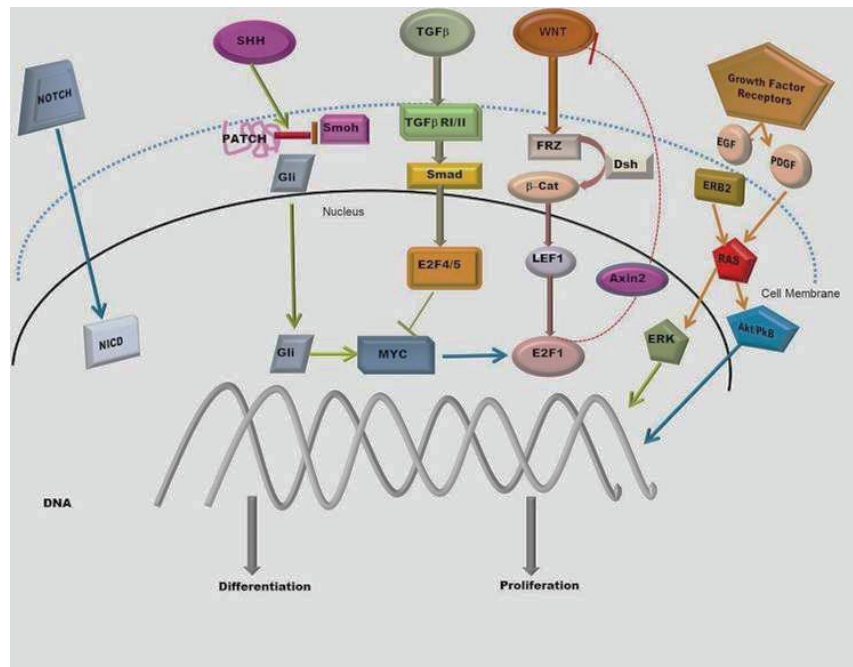 SHH
TGFβ
WNT
NOTCH
Growth Factor
Receptors
PATCH
Smoh
TGFβ RI/II
FRZ
EGF
PDGF
Dsh
Gli
Smad
β-Cat
ERB2
Nucleus
E2F4/5
LEF1
Axin2
RAS
Cell Membrane
NICD
Gli
MYC
E2F1
ERK
Akt/PkB
DNA
Differentiation
Proliferation